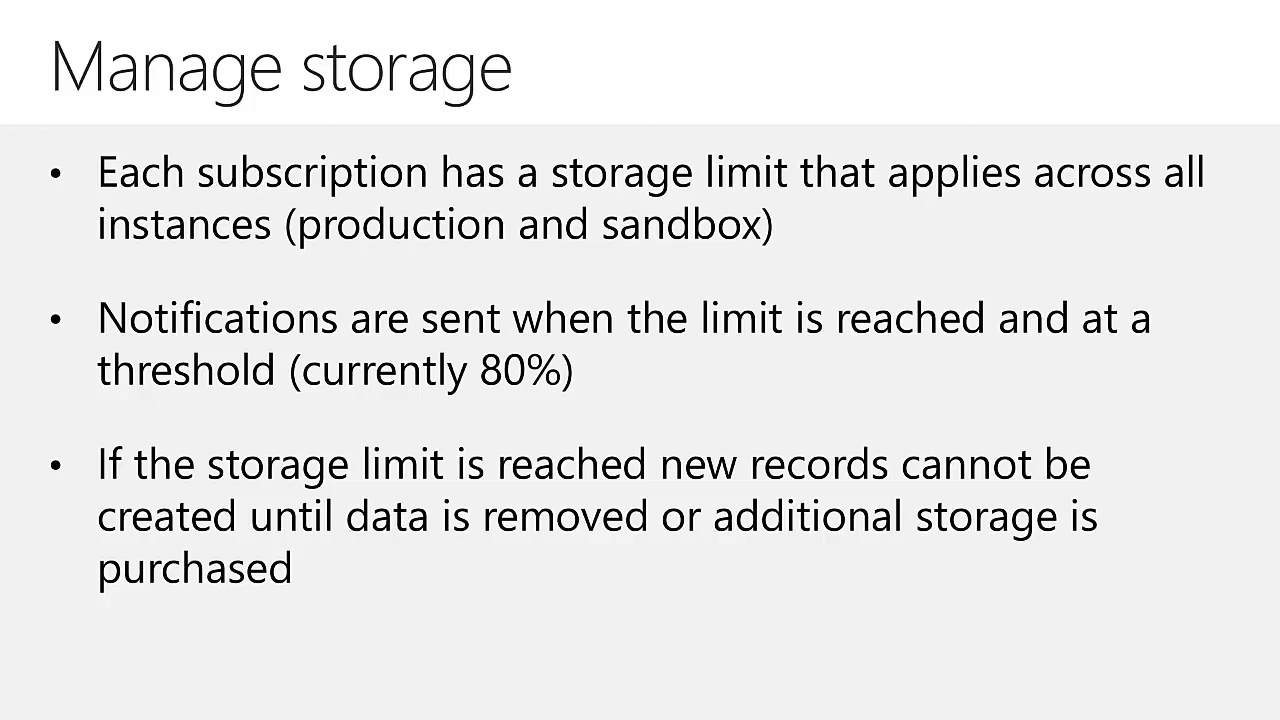 Manage storage
• Each subscription has a storage limit that applies across all
instances (production and sandbox)
• Notifications are sent when the limit is reached and at a
threshold (currently 80%)
• If the storage limit is reached new records cannot be
created until data is removed or additional storage is
purchased